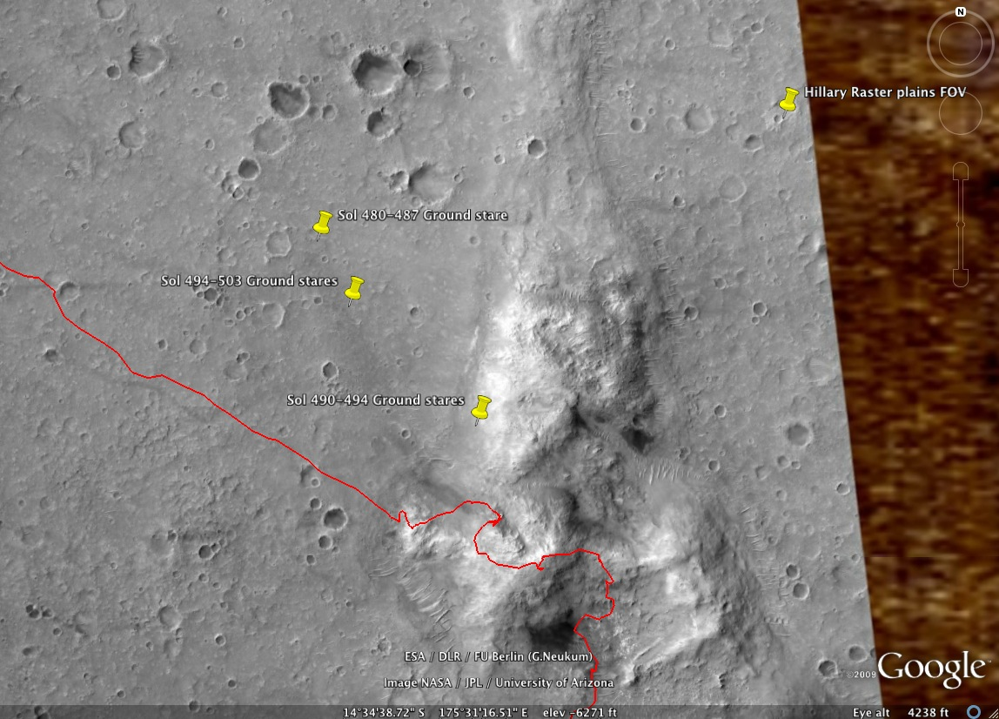 N
Hillary Raster plains FOV
Sol 480-487 Ground stare
Sol 494-503 Ground stares
Sol 490-494 Ground stares
ESA / DLR / FU Berlin (G.Neukum)
©2009 Google™
Image NASA / JPL / University of Arizona
14°34'38.72" S 175°31'16.51" E elev -6271 ft Eye alt 4238 ft